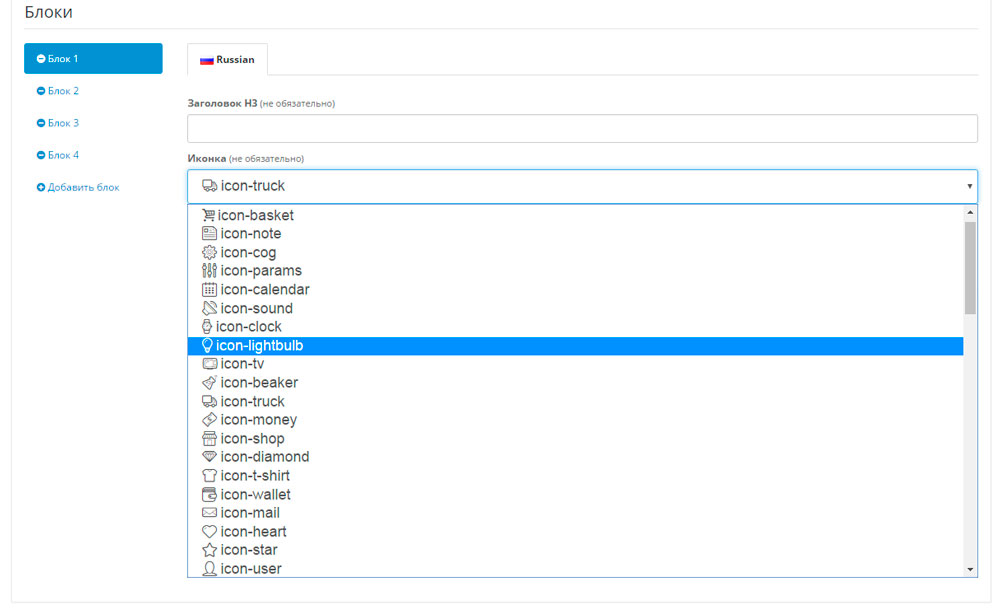 Блоки
Блок 1
Блок 2
Блок 3
Блок 4
Добавить блок
Russian
Заголовок H3 (не обязательно)
Иконка (не обязательно)
icon-truck
icon-basket
icon-note
icon-cog
icon-params
icon-calendar
icon-sound
icon-clock
icon-lightbulb
icon-tv
icon-beaker
icon-truck
icon-money
icon-shop
icon-diamond
icon-t-shirt
icon-wallet
icon-mail
icon-heart
icon-star
icon-user